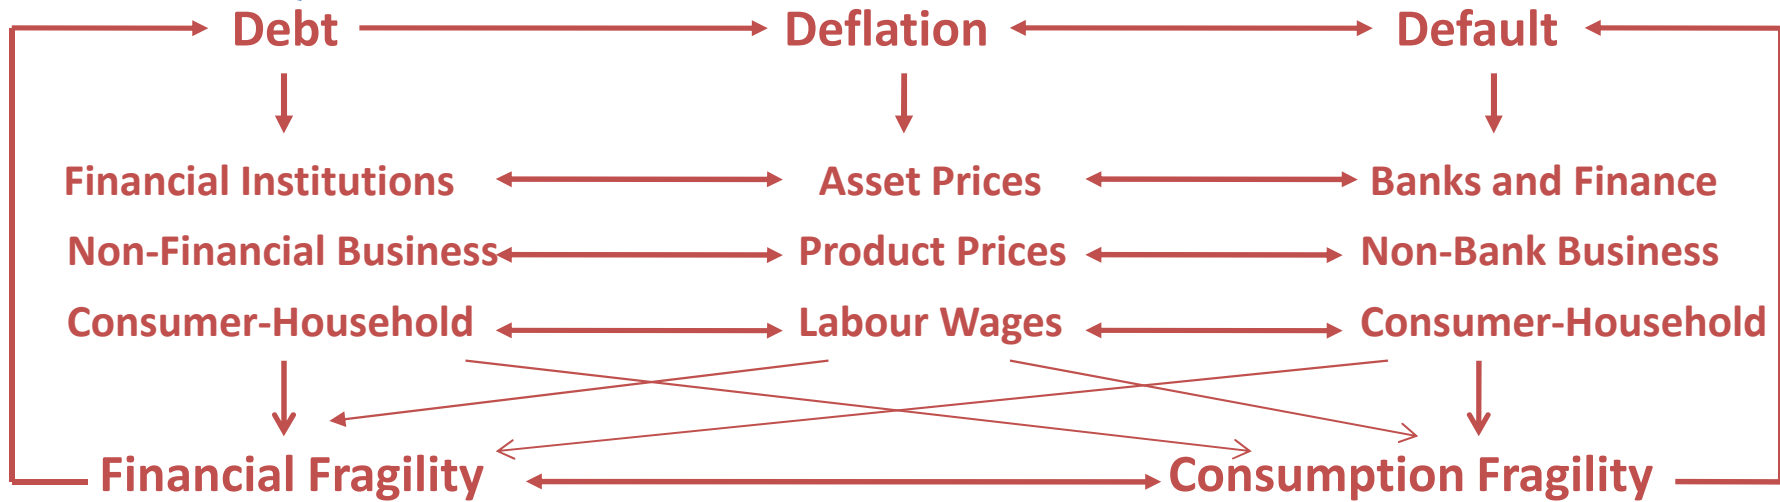 Debt Deflation Default
Financial Institutions Asset Prices Banks and Finance
Non-Financial Business Product Prices Non-Bank Business
Consumer-Household Labour Wages Consumer-Household
Financial Fragility Consumption Fragility